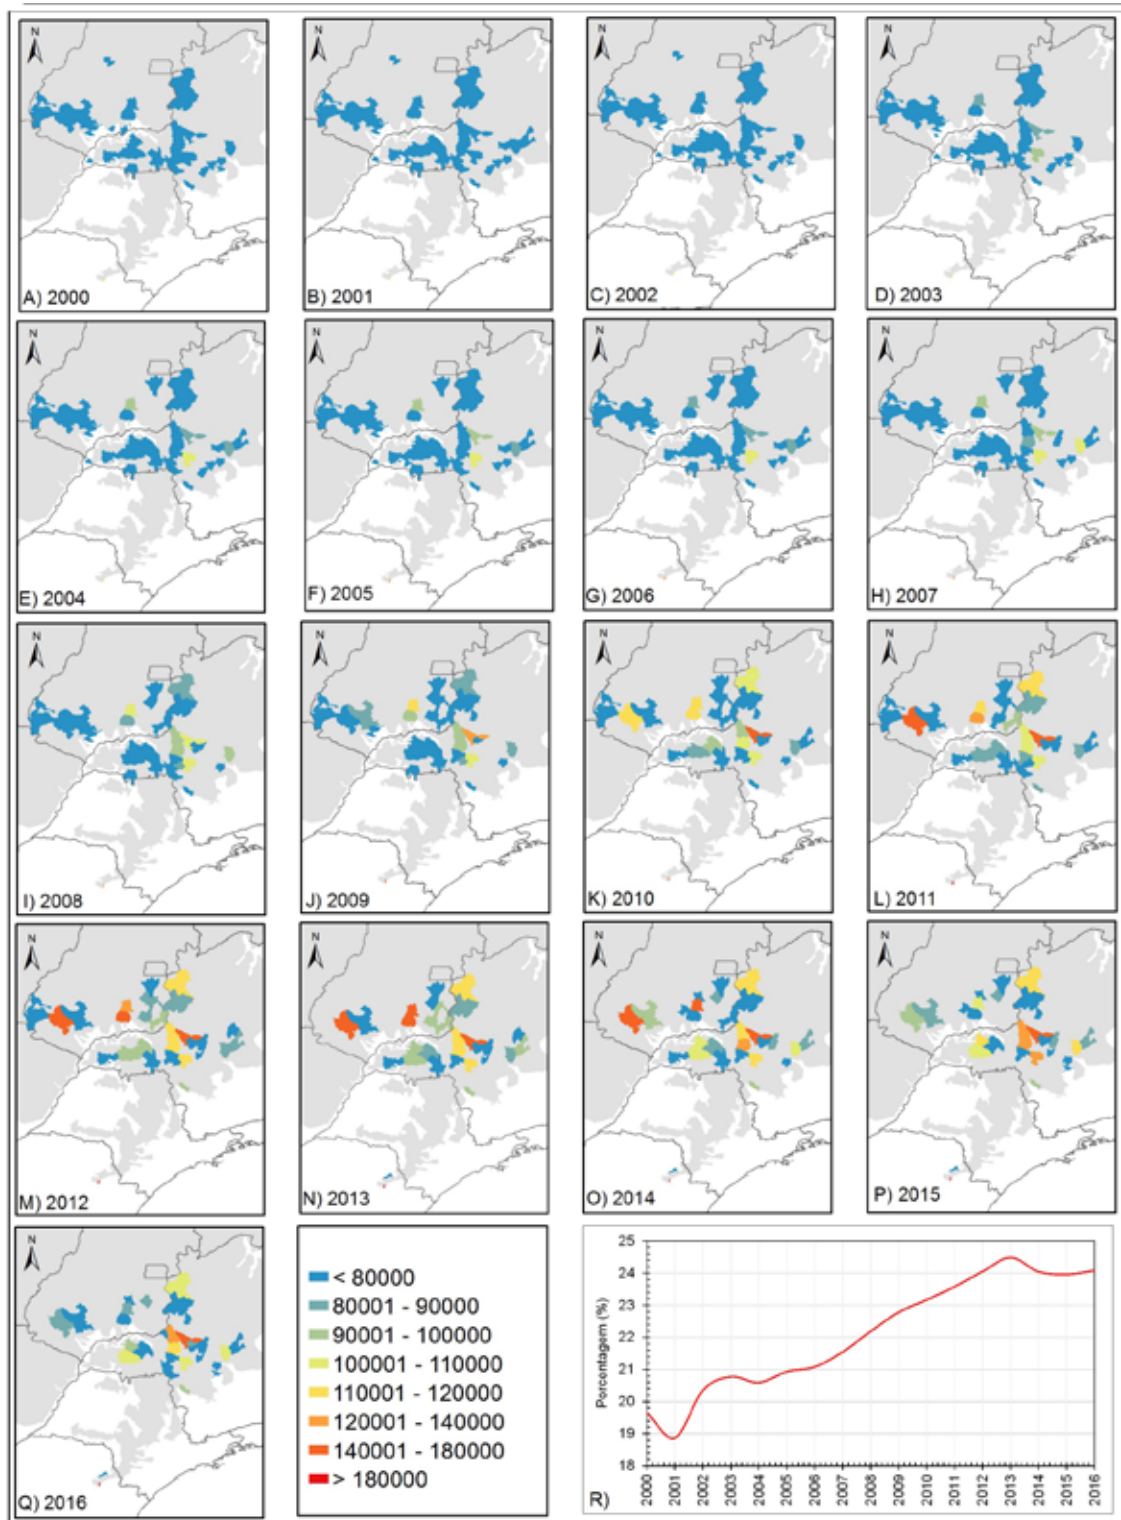 N N N N
A) 2000 B) 2001 C) 2002 D) 2003
N N N N
E) 2004 F) 2005 G) 2006 H) 2007
N N N N
I) 2008 J) 2009 K) 2010 L) 2011
N N N N
M) 2012 N) 2013 O) 2014 P) 2015
N
Q) 2016
< 80000
80001 - 90000
90001 - 100000
100001 - 110000
110001 - 120000
120001 - 140000
140001 - 180000
> 180000
25
24
23
22
21
20
19
18
Porcentagem (%)
2000 2001 2002 2003 2004 2005 2006 2007 2008 2009 2010 2011 2012 2013 2014 2015 2016
R)